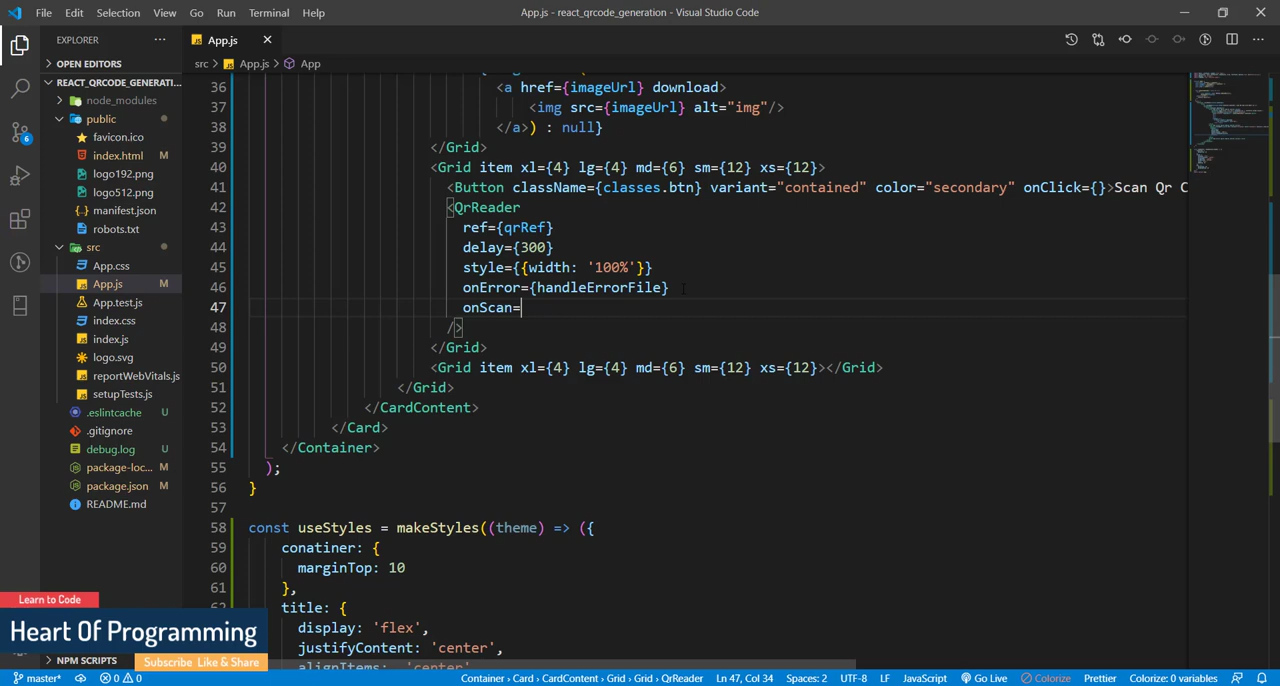 File Edit Selection View Go Run Terminal Help App.js - react_qrcode_generation - Visual Studio Code
EXPLORER ··· App.js
OPEN EDITORS src > App.js > App
REACT_QRCODE_GENERATI...
node_modules
public
favicon.ico
index.html M
logo192.png
logo512.png
manifest.json
robots.txt
src
App.css
App.js M
App.test.js
index.css
index.js
logo.svg
reportWebVitals.js
setupTests.js
.eslintcache U
.gitignore
debug.log U
package-loc... M
package.json M
README.md
NPM SCRIPTS
6
36 <a href={imageUrl} download>
37 <img src={imageUrl} alt="img"/>
38 </a>) : null}
39 </Grid>
40 <Grid item xl={4} lg={4} md={6} sm={12} xs={12}>
41 <Button className={classes.btn} variant="contained" color="secondary" onClick={}>Scan Qr C
42 <QrReader
43 ref={qrRef}
44 delay={300}
45 style={{width: '100%'}}
46 onError={handleErrorFile}
47 onScan=
48 />
49 </Grid>
50 <Grid item xl={4} lg={4} md={6} sm={12} xs={12}></Grid>
51 </Grid>
52 </CardContent>
53 </Card>
54 </Container>
55 );
56 }
57
58 const useStyles = makeStyles((theme) => ({
59 conatiner: {
60 marginTop: 10
61 },
62 title: {
display: 'flex',
justifyContent: 'center',
alignItems: 'center'
Learn to Code
Heart Of Programming
Subscribe Like & Share
master* 0 0 Container > Card > CardContent > Grid > Grid > QrReader Ln 47, Col 34 Spaces: 2 UTF-8 LF JavaScript Go Live Colorize Prettier Colorize: 0 variables